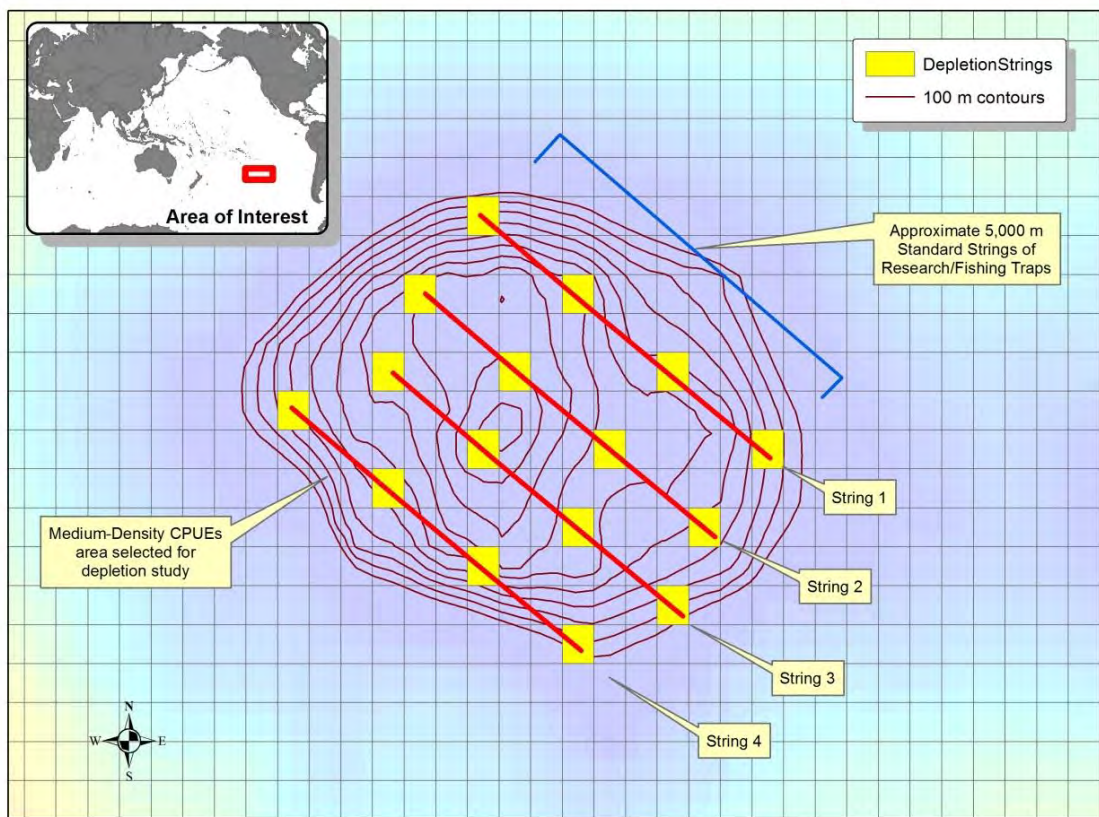 Area of Interest
DepletionStrings
100 m contours
Approximate 5,000 m
Standard Strings of
Research/Fishing Traps
String 1
Medium-Density CPUEs
area selected for
depletion study
String 2
String 3
String 4
N
W
E
S